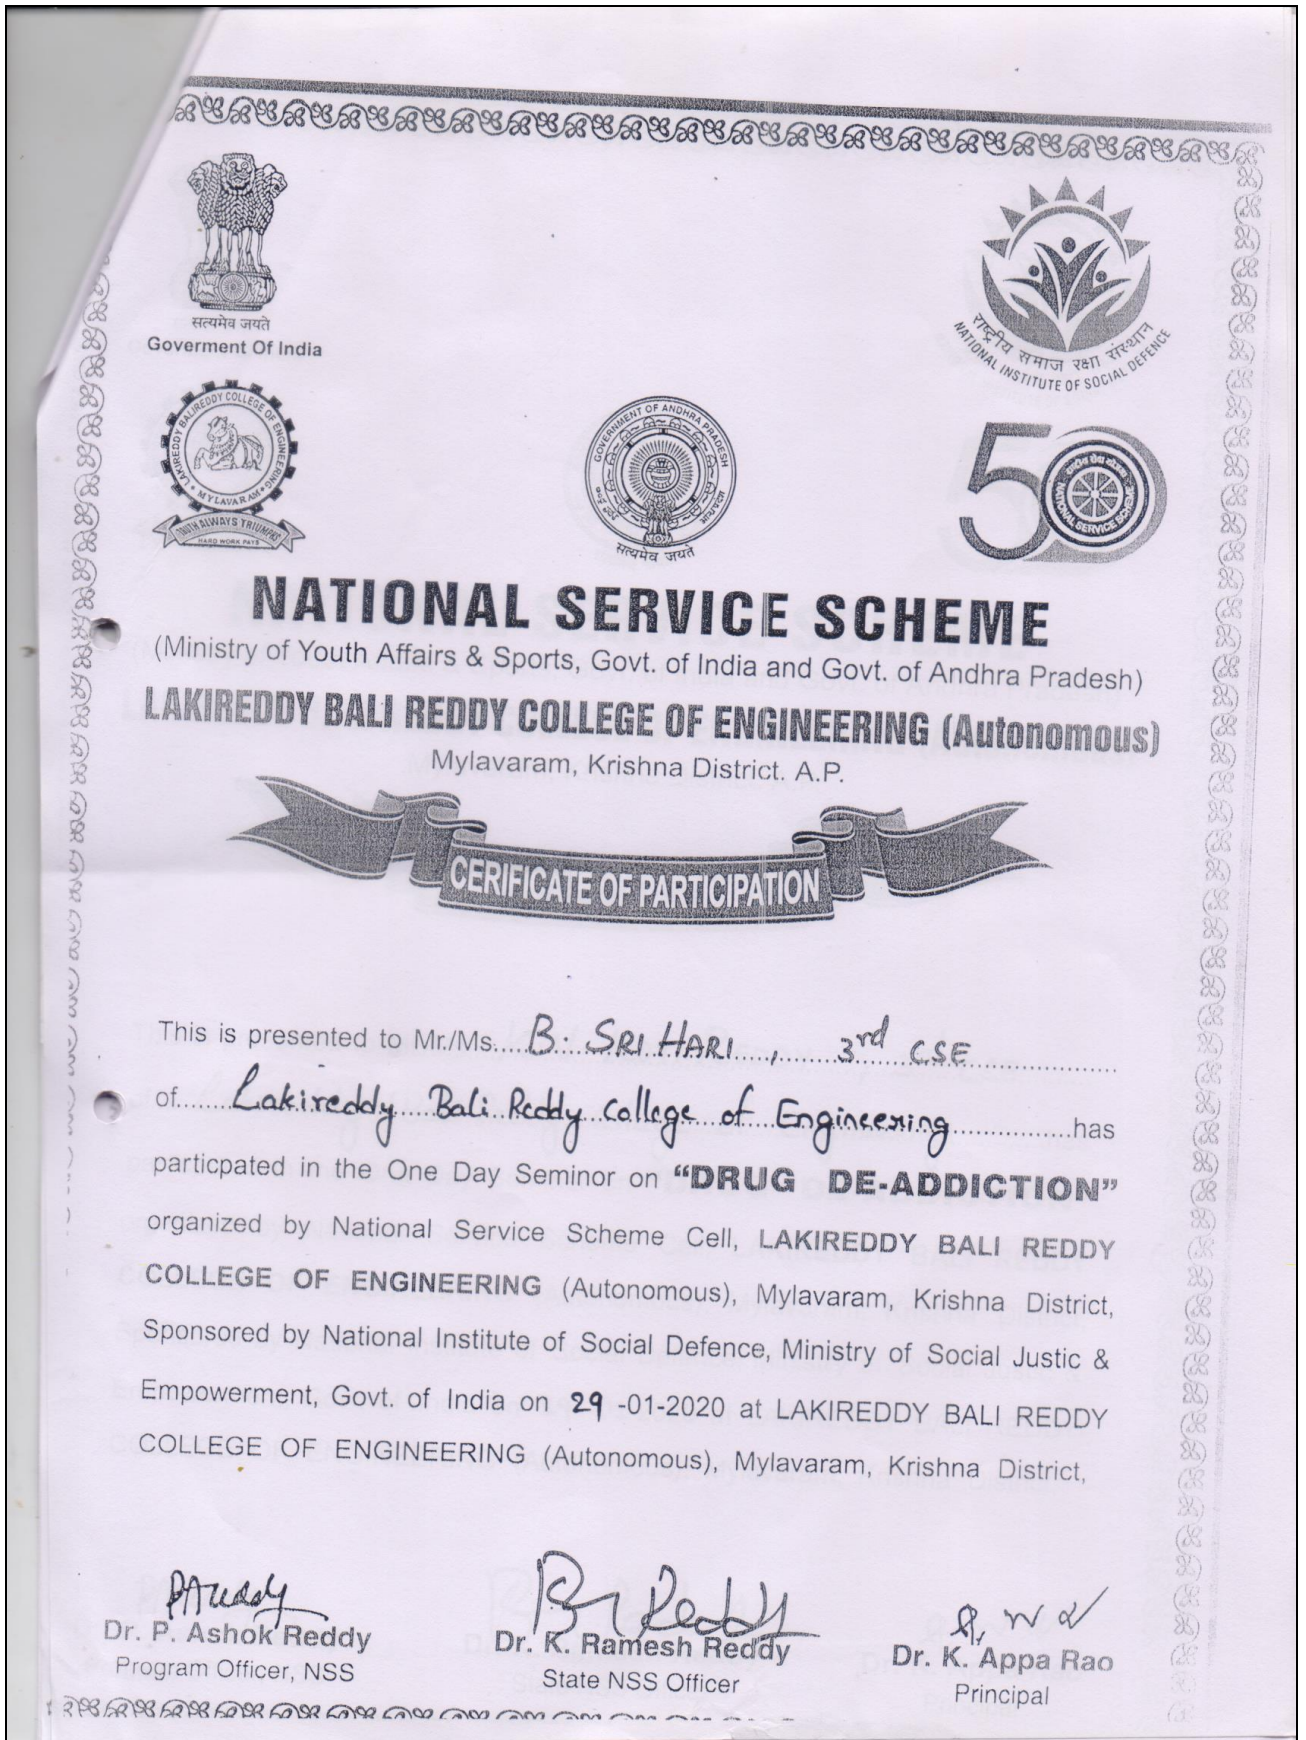 सत्यमेव जयते
Goverment Of India
राष्ट्रीय समाज रक्षा संस्थान
NATIONAL INSTITUTE OF SOCIAL DEFENCE
LAKIREDDY BALIREDDY COLLEGE OF ENGINEERING
MYLAVARAM
TRUTH ALWAYS TRIUMPHS
HARD WORK PAYS
GOVERNMENT OF ANDHRA PRADESH
सत्यमेव जयते
50
राष्ट्रीय सेवा योजना
NATIONAL SERVICE SCHEME
NATIONAL SERVICE SCHEME
(Ministry of Youth Affairs & Sports, Govt. of India and Govt. of Andhra Pradesh)
LAKIREDDY BALI REDDY COLLEGE OF ENGINEERING (Autonomous)
Mylavaram, Krishna District. A.P.
CERIFICATE OF PARTICIPATION
This is presented to Mr./Ms. B. SRI HARI, 3rd CSE
of Lakireddy Bali Reddy College of Engineering has
particpated in the One Day Seminor on “DRUG DE-ADDICTION”
organized by National Service Scheme Cell, LAKIREDDY BALI REDDY
COLLEGE OF ENGINEERING (Autonomous), Mylavaram, Krishna District,
Sponsored by National Institute of Social Defence, Ministry of Social Justic &
Empowerment, Govt. of India on 29 -01-2020 at LAKIREDDY BALI REDDY
COLLEGE OF ENGINEERING (Autonomous), Mylavaram, Krishna District,
PAReddy
Dr. P. Ashok Reddy
Program Officer, NSS
Reddy
Dr. K. Ramesh Reddy
State NSS Officer
Dr. K. Appa Rao
Principal